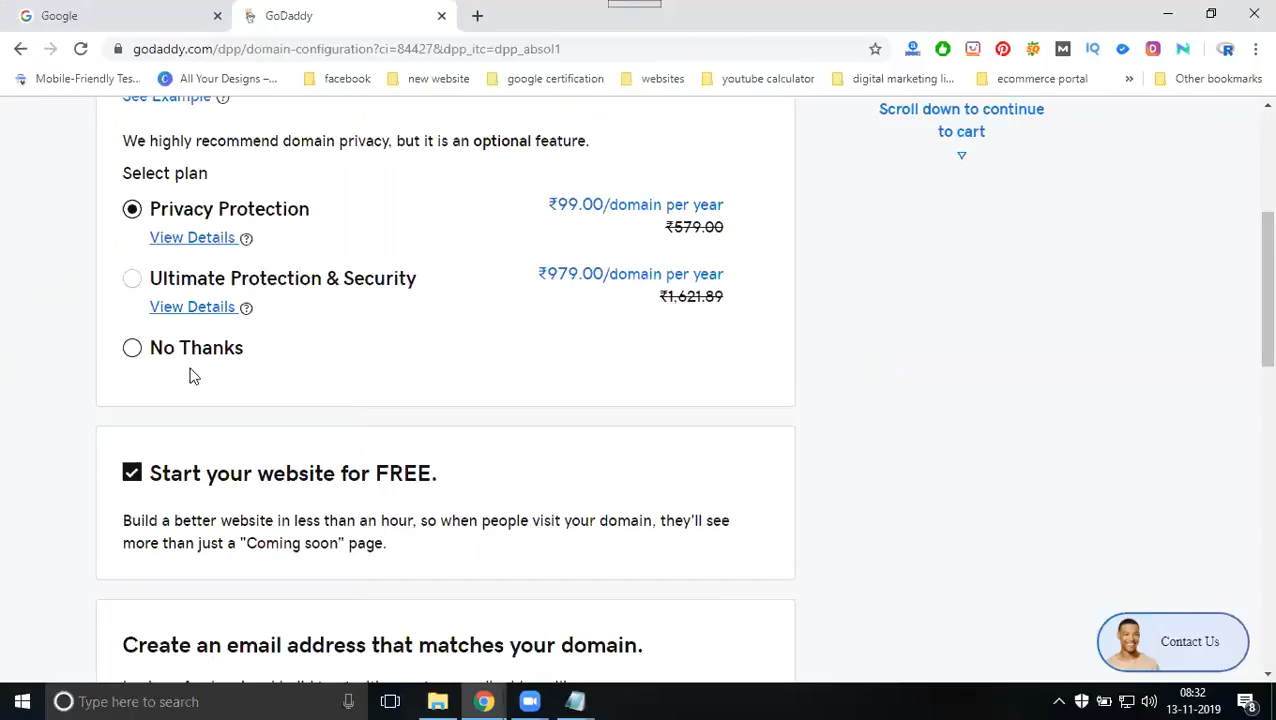 Google
GoDaddy
godaddy.com/dpp/domain-configuration?ci=84427&dpp_itc=dpp_absol1
Mobile-Friendly Tes...
All Your Designs –...
facebook
new website
google certification
websites
youtube calculator
digital marketing li...
ecommerce portal
»
Other bookmarks
See Example
Scroll down to continue
to cart
We highly recommend domain privacy, but it is an optional feature.
Select plan
Privacy Protection
₹99.00/domain per year
₹579.00
View Details
Ultimate Protection & Security
₹979.00/domain per year
₹1,621.89
View Details
No Thanks
Start your website for FREE.
Build a better website in less than an hour, so when people visit your domain, they'll see
more than just a "Coming soon" page.
Create an email address that matches your domain.
Contact Us
Type here to search
08:32
13-11-2019
8